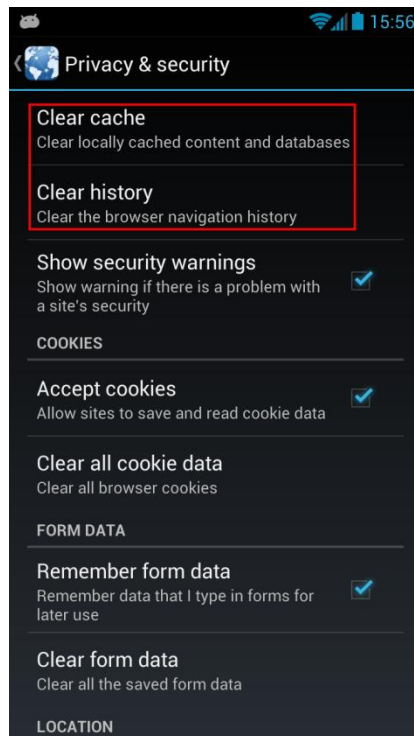 15:56
Privacy & security
Clear cache
Clear locally cached content and databases
Clear history
Clear the browser navigation history
Show security warnings
Show warning if there is a problem with
a site's security
COOKIES
Accept cookies
Allow sites to save and read cookie data
Clear all cookie data
Clear all browser cookies
FORM DATA
Remember form data
Remember data that I type in forms for
later use
Clear form data
Clear all the saved form data
LOCATION